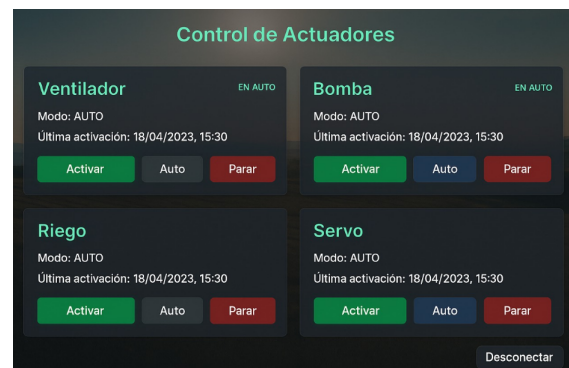 Control de Actuadores
Ventilador EN AUTO
Modo: AUTO
Última activación: 18/04/2023, 15:30
Activar Auto Parar
Bomba EN AUTO
Modo: AUTO
Última activación: 18/04/2023, 15:30
Activar Auto Parar
Riego
Modo: AUTO
Última activación: 18/04/2023, 15:30
Activar Auto Parar
Servo
Modo: AUTO
Última activación: 18/04/2023, 15:30
Activar Auto Parar
Desconectar